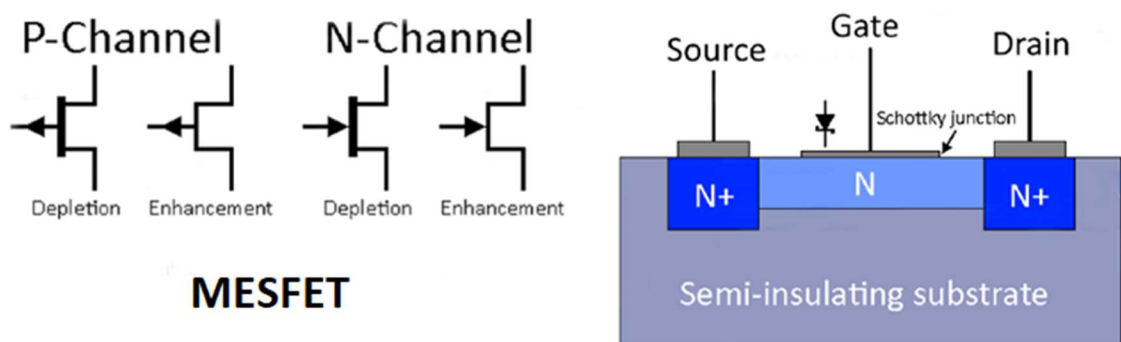 P-Channel
N-Channel
Depletion
Enhancement
Depletion
Enhancement
MESFET
Source
Gate
Drain
Schottky junction
N+
N
N+
Semi-insulating substrate